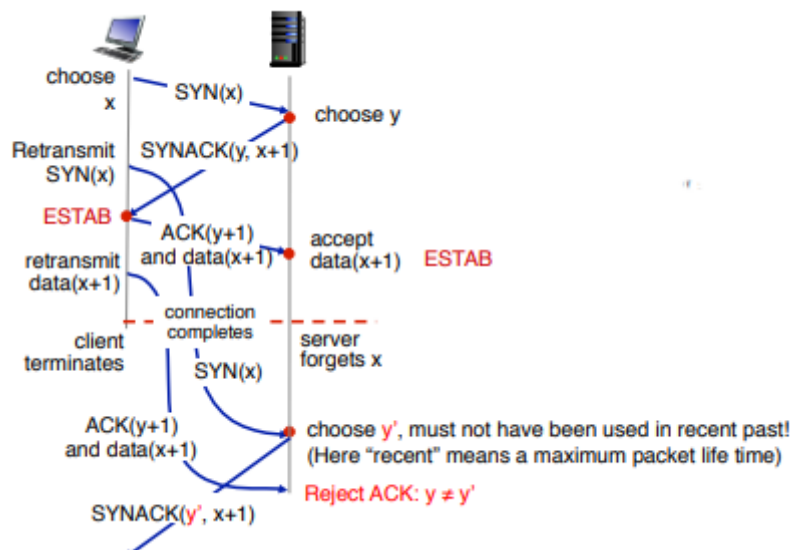 choose
x
SYN(x)
choose y
Retransmit
SYN(x)
SYNACK(y, x+1)
ESTAB
ACK(y+1)
and data(x+1)
accept
data(x+1)
ESTAB
retransmit
data(x+1)
connection
completes
client
terminates
server
forgets x
SYN(x)
ACK(y+1)
and data(x+1)
choose y’, must not have been used in recent past!
(Here “recent” means a maximum packet life time)
Reject ACK: y ≠ y’
SYNACK(y’, x+1)